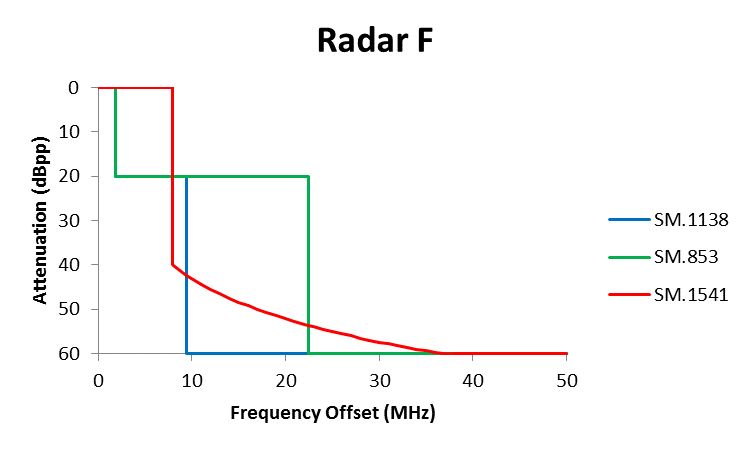 Radar F
Attenuation (dBpp)
0
10
20
30
40
50
60
0 10 20 30 40 50
Frequency Offset (MHz)
SM.1138
SM.853
SM.1541